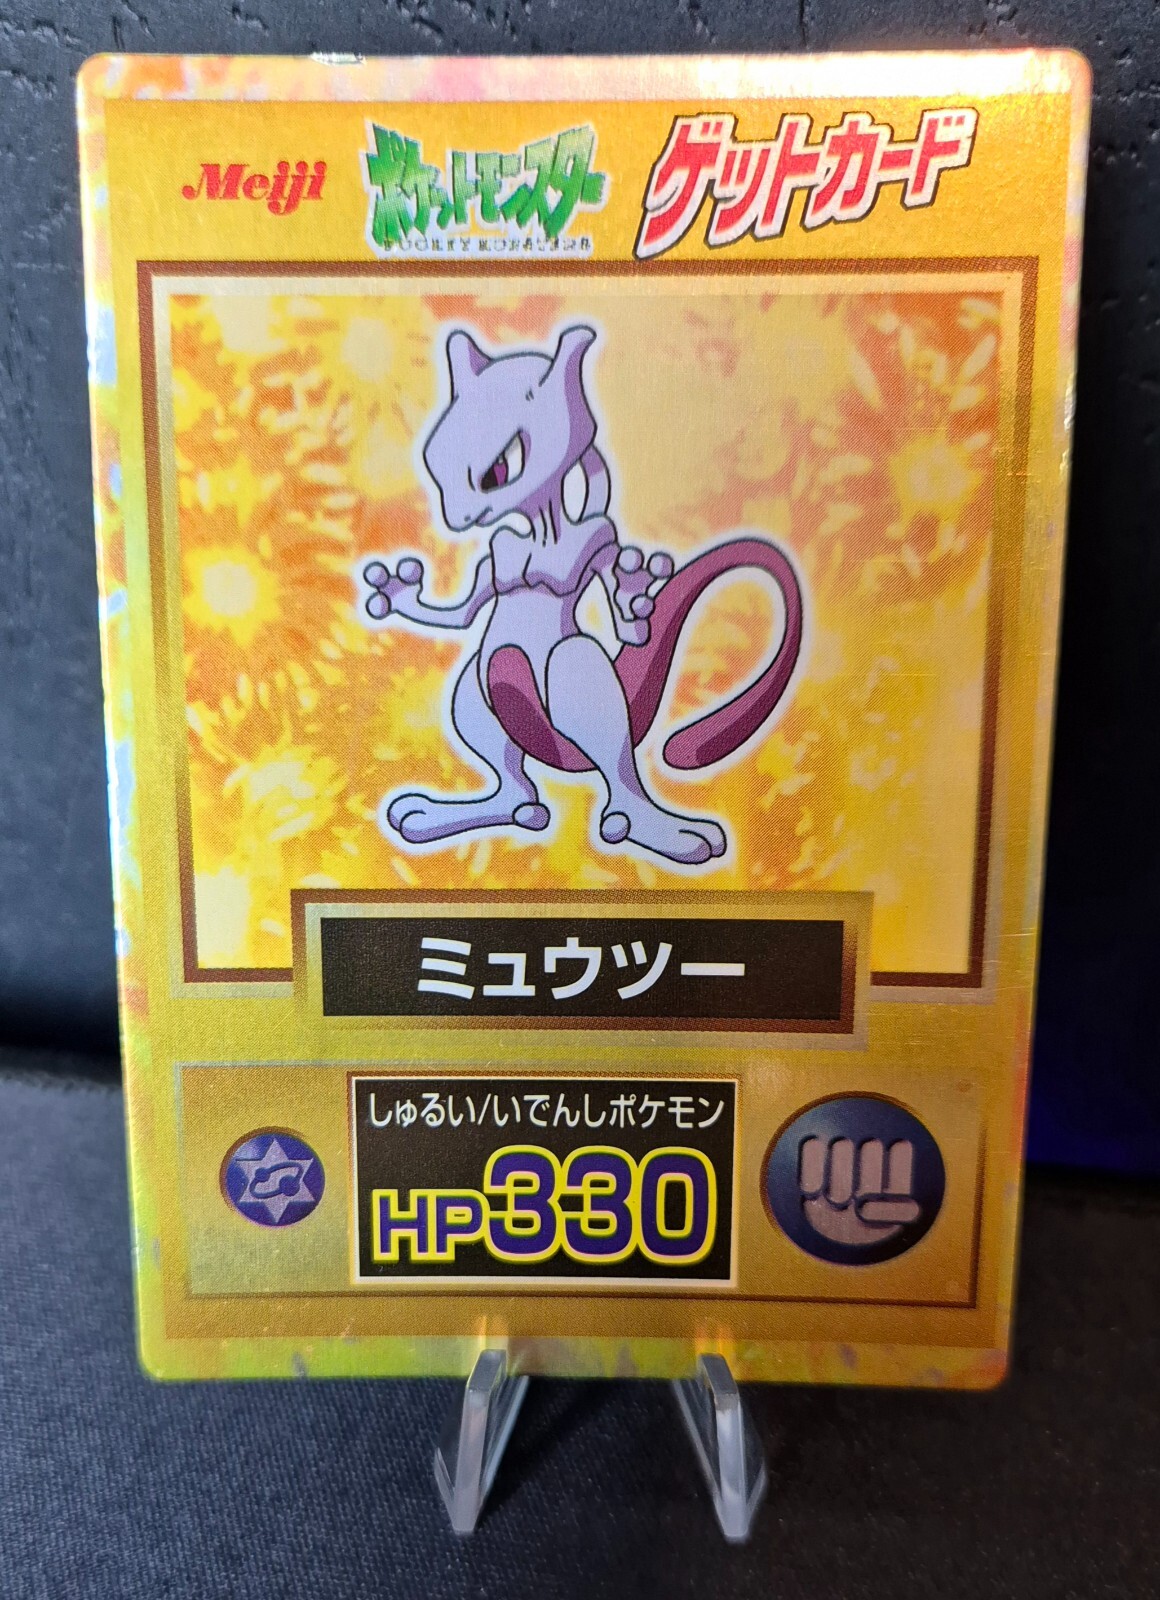 Meiji
ポケットモンスター
POCKET MONSTERS
ゲットカード
ミュウツー
しゅるい/いでんしポケモン
HP330